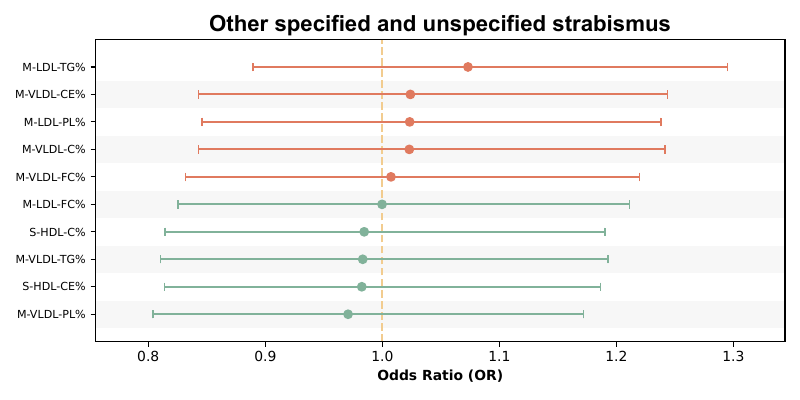 Other specified and unspecified strabismus
M-LDL-TG%
M-VLDL-CE%
M-LDL-PL%
M-VLDL-C%
M-VLDL-FC%
M-LDL-FC%
S-HDL-C%
M-VLDL-TG%
S-HDL-CE%
M-VLDL-PL%
0.8 0.9 1.0 1.1 1.2 1.3
Odds Ratio (OR)